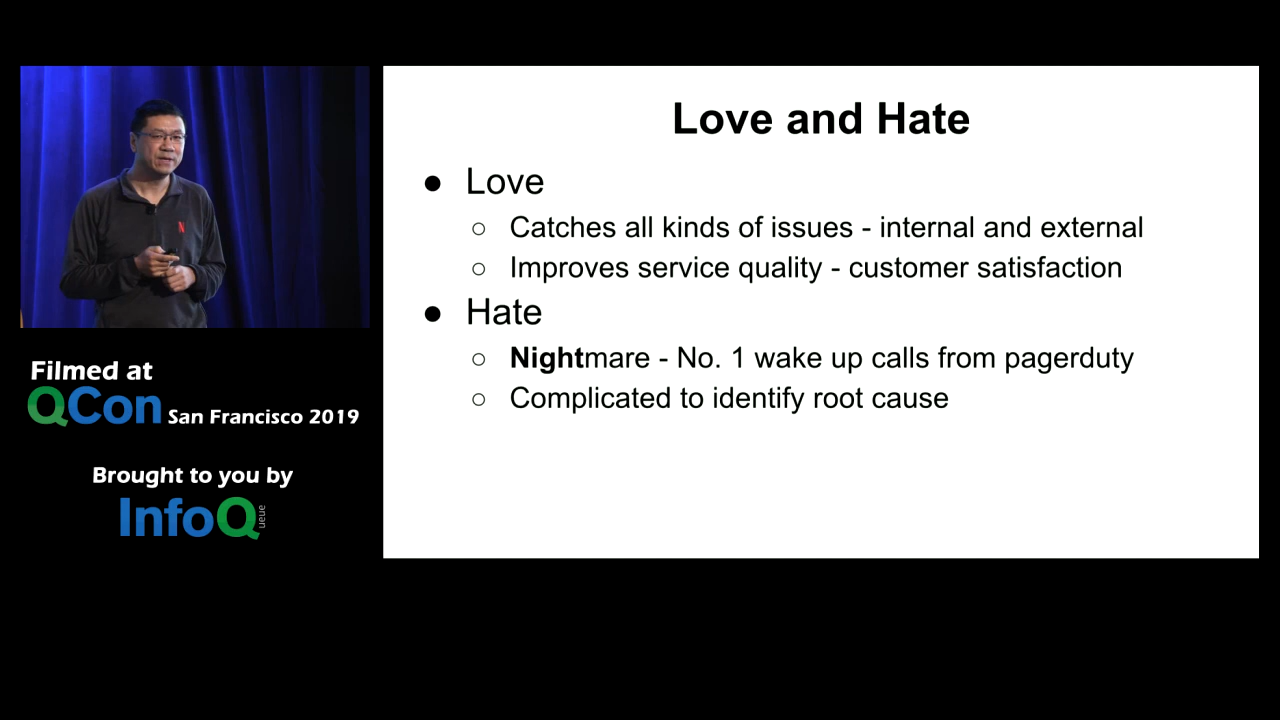 Love and Hate
● Love
○ Catches all kinds of issues - internal and external
○ Improves service quality - customer satisfaction
● Hate
○ Nightmare - No. 1 wake up calls from pagerduty
○ Complicated to identify root cause
N
Filmed at
QCon San Francisco 2019
Brought to you by
InfoQueue